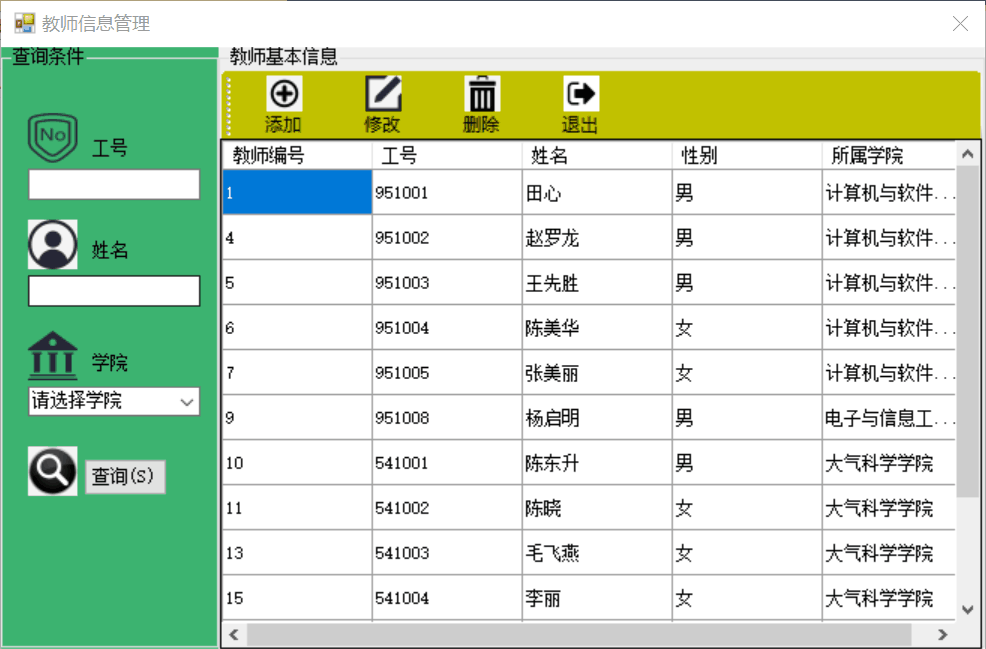 教师信息管理
查询条件
No
工号
姓名
学院
请选择学院
查询(S)
教师基本信息
添加 修改 删除 退出
教师编号 工号 姓名 性别 所属学院
1 951001 田心 男 计算机与软件...
4 951002 赵罗龙 男 计算机与软件...
5 951003 王先胜 男 计算机与软件...
6 951004 陈美华 女 计算机与软件...
7 951005 张美丽 女 计算机与软件...
9 951008 杨启明 男 电子与信息工...
10 541001 陈东升 男 大气科学学院
11 541002 陈晓 女 大气科学学院
13 541003 毛飞燕 女 大气科学学院
15 541004 李丽 女 大气科学学院